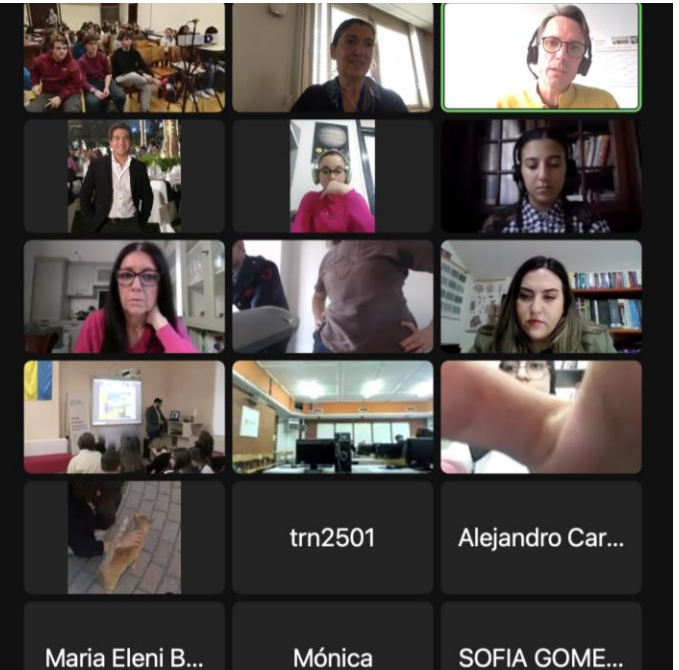 trn2501
Alejandro Car...
Maria Eleni B...
Mónica
SOFIA GOME...